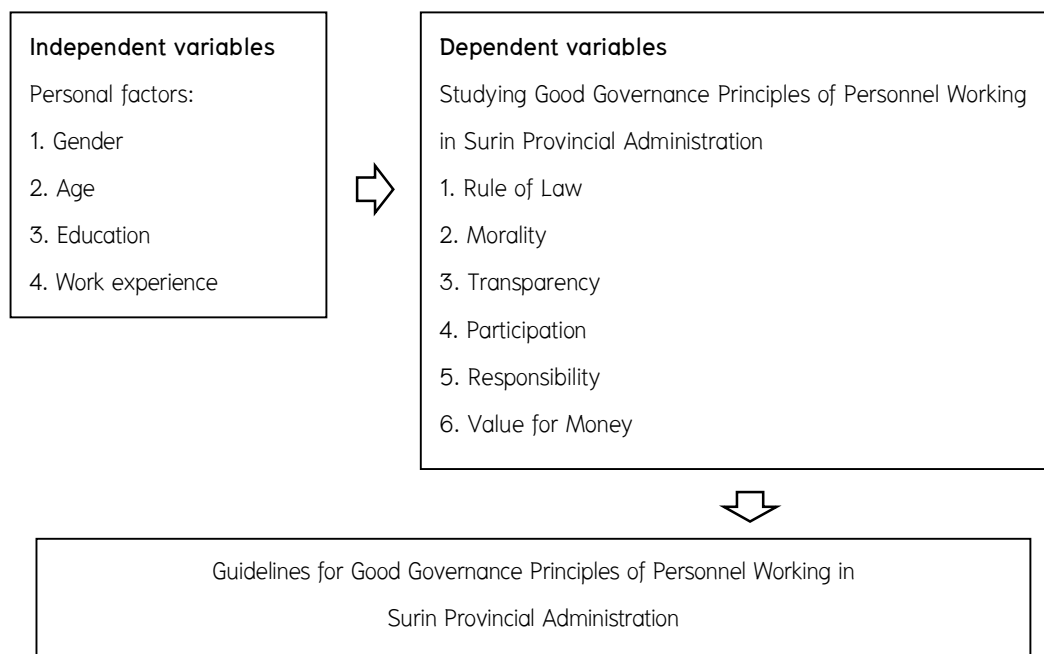 Independent variables
Personal factors:
1. Gender
2. Age
3. Education
4. Work experience
Dependent variables
Studying Good Governance Principles of Personnel Working
in Surin Provincial Administration
1. Rule of Law
2. Morality
3. Transparency
4. Participation
5. Responsibility
6. Value for Money
Guidelines for Good Governance Principles of Personnel Working in
Surin Provincial Administration